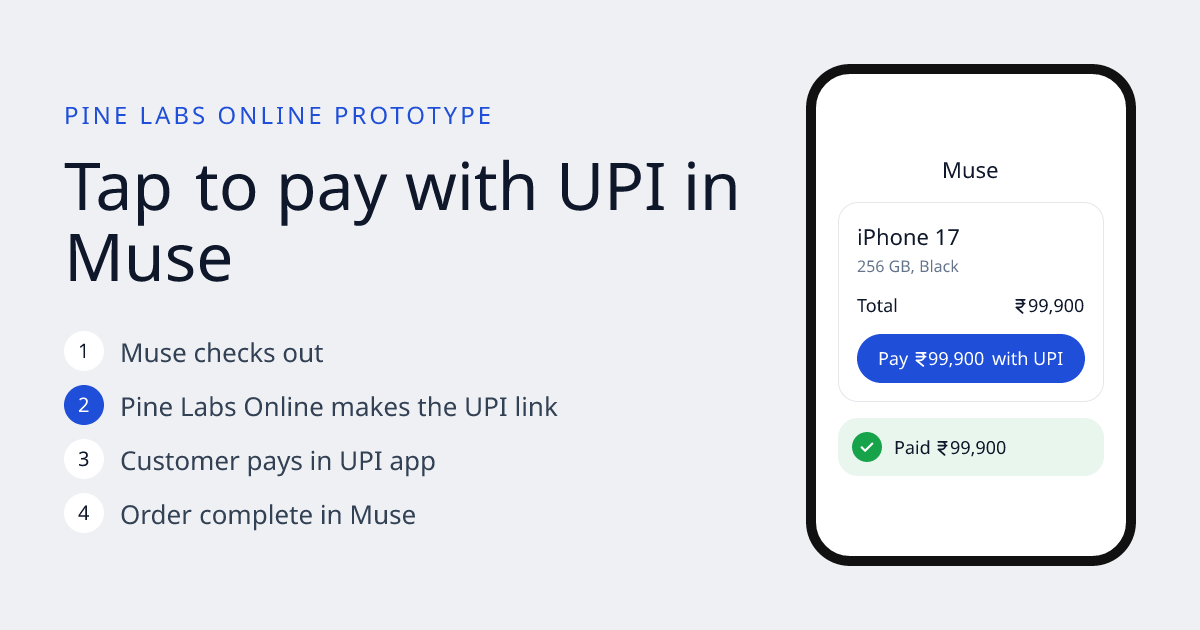 PINE LABS ONLINE PROTOTYPE
Tap to pay with UPI in
Muse
1 Muse checks out
2 Pine Labs Online makes the UPI link
3 Customer pays in UPI app
4 Order complete in Muse
Muse
iPhone 17
256 GB, Black
Total ₹99,900
Pay ₹99,900 with UPI
Paid ₹99,900